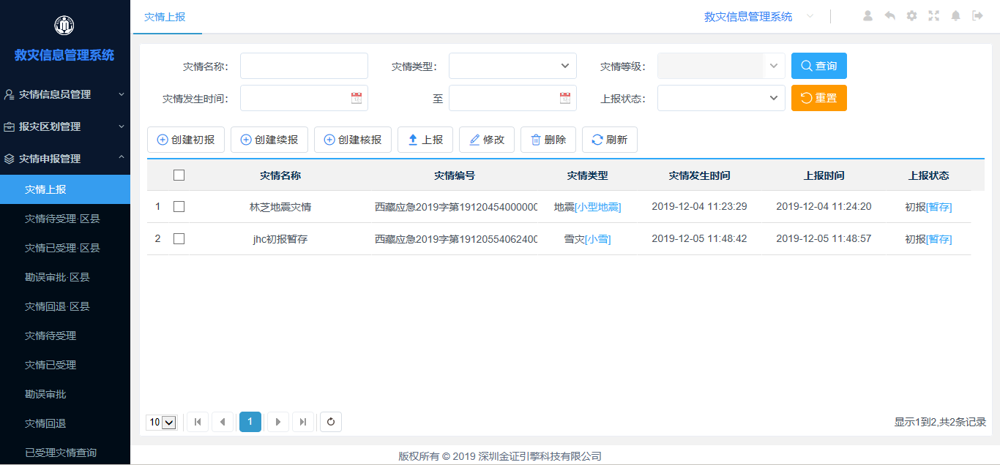 救灾信息管理系统
灾情信息员管理
报灾区划管理
灾情申报管理
灾情上报
灾情待受理·区县
灾情已受理·区县
勘误审批·区县
灾情回退·区县
灾情待受理
灾情已受理
勘误审批
灾情回退
已受理灾情查询
灾情上报 救灾信息管理系统
灾情名称： 灾情类型： 灾情等级： 查询
灾情发生时间： 至 上报状态： 重置
创建初报 创建续报 创建核报 上报 修改 删除 刷新
灾情名称 灾情编号 灾情类型 灾情发生时间 上报时间 上报状态
1 林芝地震灾情 西藏应急2019字第19120454000000 地震[小型地震] 2019-12-04 11:23:29 2019-12-04 11:24:20 初报[暂存]
2 jhc初报暂存 西藏应急2019字第19120554062400 雪灾[小雪] 2019-12-05 11:48:42 2019-12-05 11:48:57 初报[暂存]
10 1 显示1到2,共2条记录
版权所有 © 2019 深圳金证引擎科技有限公司